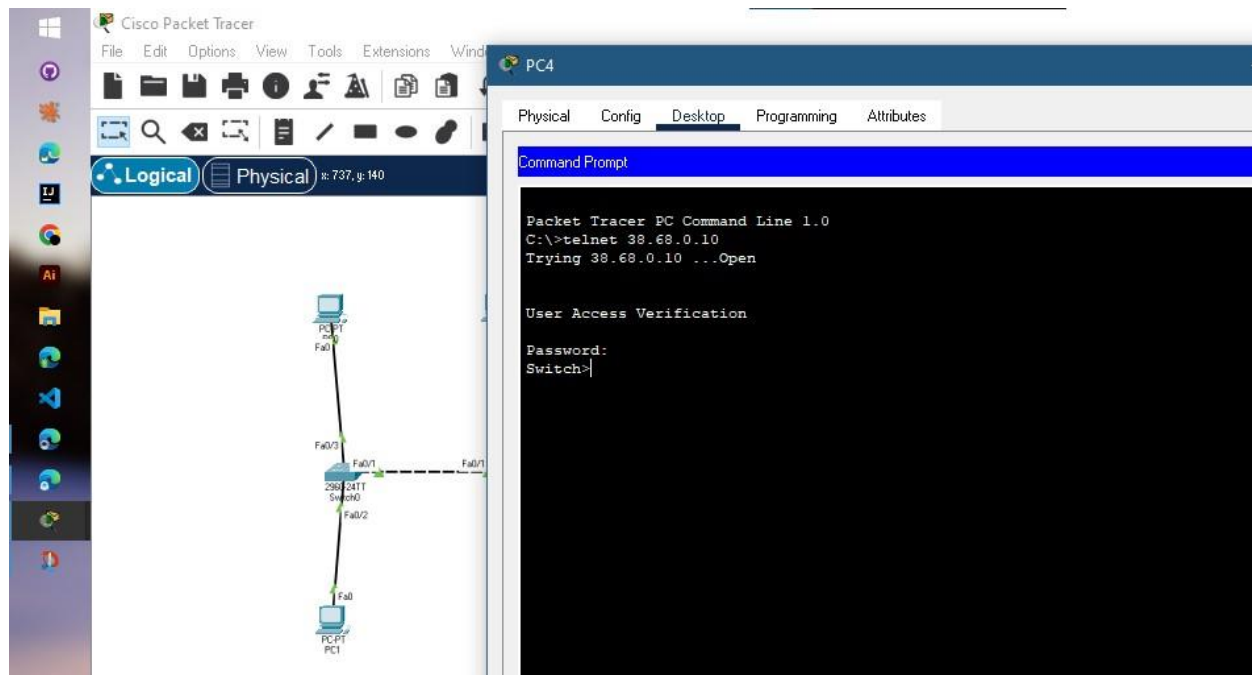 Cisco Packet Tracer
File Edit Options View Tools Extensions
PC4
Physical Config Desktop Programming Attributes
Command Prompt
Logical Physical x: 737, y: 140
Packet Tracer PC Command Line 1.0
C:\>telnet 38.68.0.10
Trying 38.68.0.10 ...Open
User Access Verification
Password:
Switch>
PC-PT
Fa0
Fa0/3
Fa0/1 Fa0/1
2960-24TT
Switch0
Fa0/2
Fa0
PC-PT
PC1
Ai
IJ